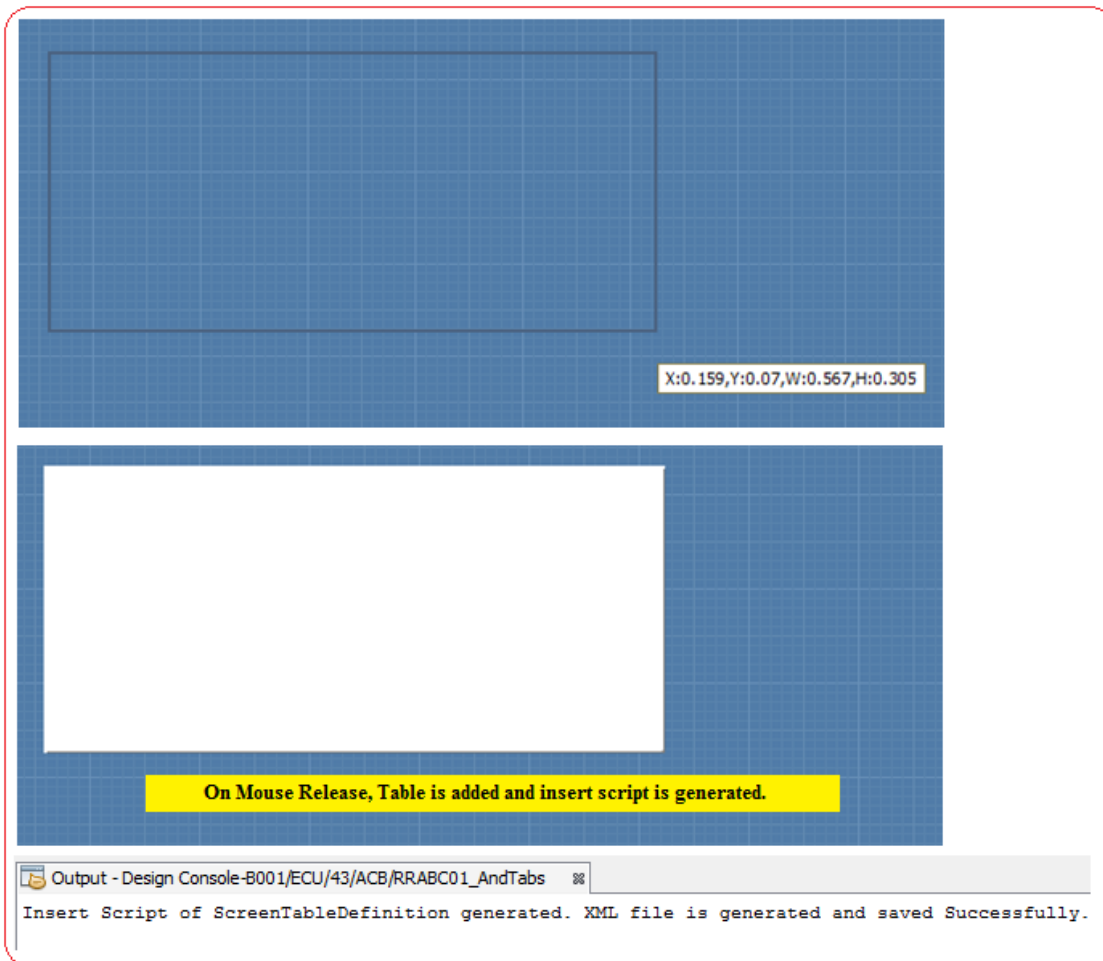 X:0.159,Y:0.07,W:0.567,H:0.305
On Mouse Release, Table is added and insert script is generated.
Output - Design Console-B001/ECU/43/ACB/RRABC01_AndTabs
Insert Script of ScreenTableDefinition generated. XML file is generated and saved Successfully.